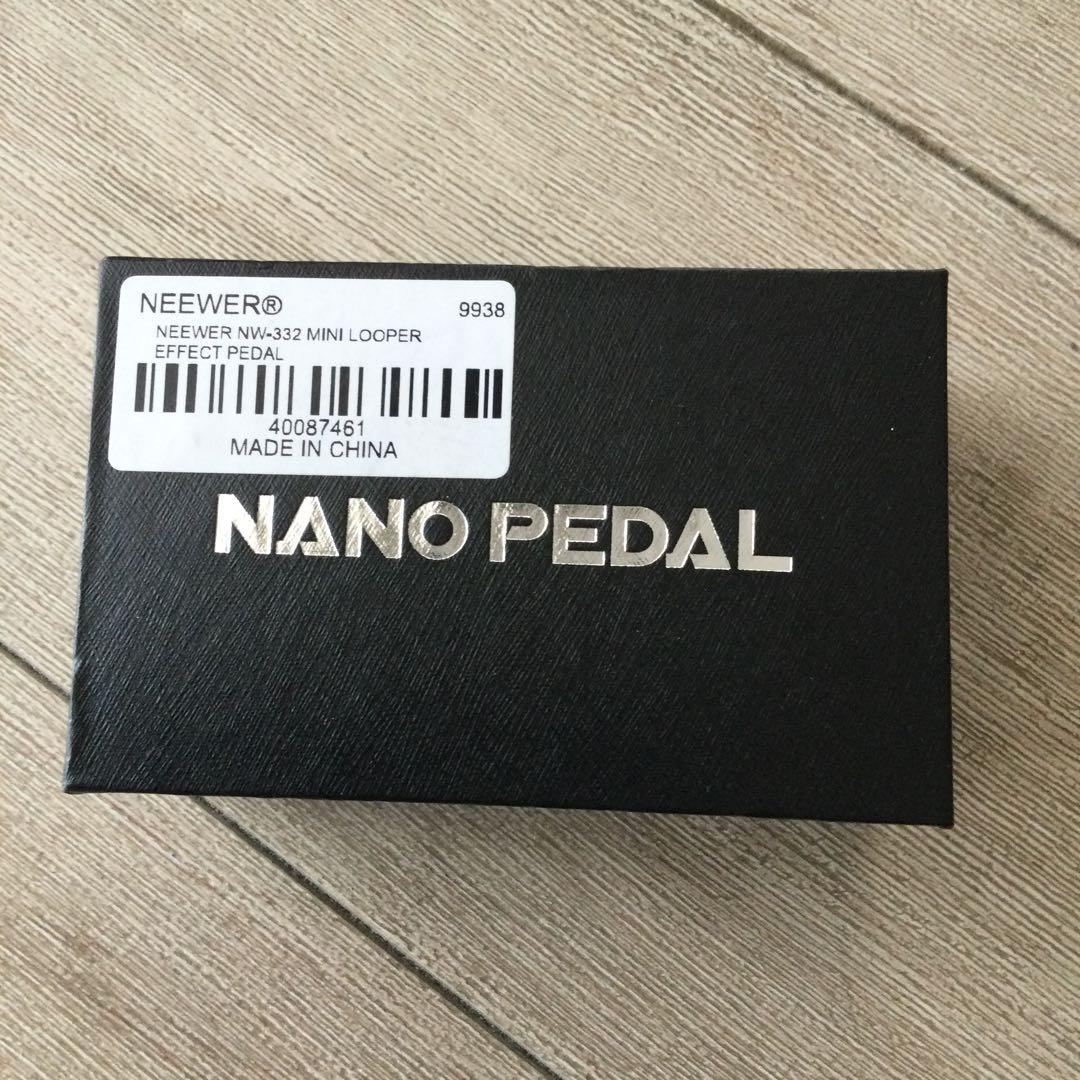 NEEWER® 9938
NEEWER NW-332 MINI LOOPER
EFFECT PEDAL
40087461
MADE IN CHINA
NANO PEDAL